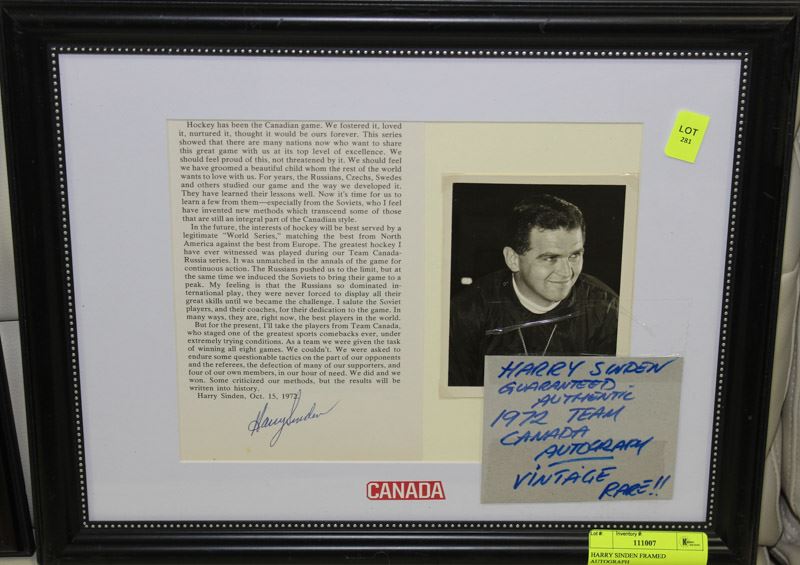 Hockey has been the Canadian game. We fostered it, loved
it, nurtured it, thought it would be ours forever. This series
showed that there are many nations now who want to share
this great game with us at its top level of excellence. We
should feel proud of this, not threatened by it. We should feel
we have groomed a beautiful child whom the rest of the world
wants to love with us. For years, the Russians, Czechs, Swedes
and others studied our game and the way we developed it.
They have learned their lessons well. Now it's time for us to
learn a few from them—especially from the Soviets, who I feel
have invented new methods which transcend some of those
that are still an integral part of the Canadian style.
In the future, the interests of hockey will be best served by a
legitimate "World Series," matching the best from North
America against the best from Europe. The greatest hockey I
have ever witnessed was played during our Team Canada-
Russia series. It was unmatched in the annals of the game for
continuous action. The Russians pushed us to the limit, but at
the same time we induced the Soviets to bring their game to a
peak. My feeling is that the Russians so dominated in-
ternational play, they were never forced to display all their
great skills until we became the challenge. I salute the Soviet
players, and their coaches, for their dedication to the game. In
many ways, they are, right now, the best players in the world.
But for the present, I'll take the players from Team Canada,
who staged one of the greatest sports comebacks ever, under
extremely trying conditions. As a team we were given the task
of winning all eight games. We couldn't. We were asked to
endure some questionable tactics on the part of our opponents
and the referees, the defection of many of our supporters, and
four of our own members, in our hour of need. We did and we
won. Some criticized our methods, but the results will be
written into history.
Harry Sinden, Oct. 15, 1972
Harry Sinden
CANADA
LOT
281
HARRY SINDEN
GUARANTEED
AUTHENTIC
1972 TEAM
CANADA
AUTOGRAPH
VINTAGE
RARE!!
Lot #: Inventory #:
111007
HARRY SINDEN FRAMED
AUTOGRAPH